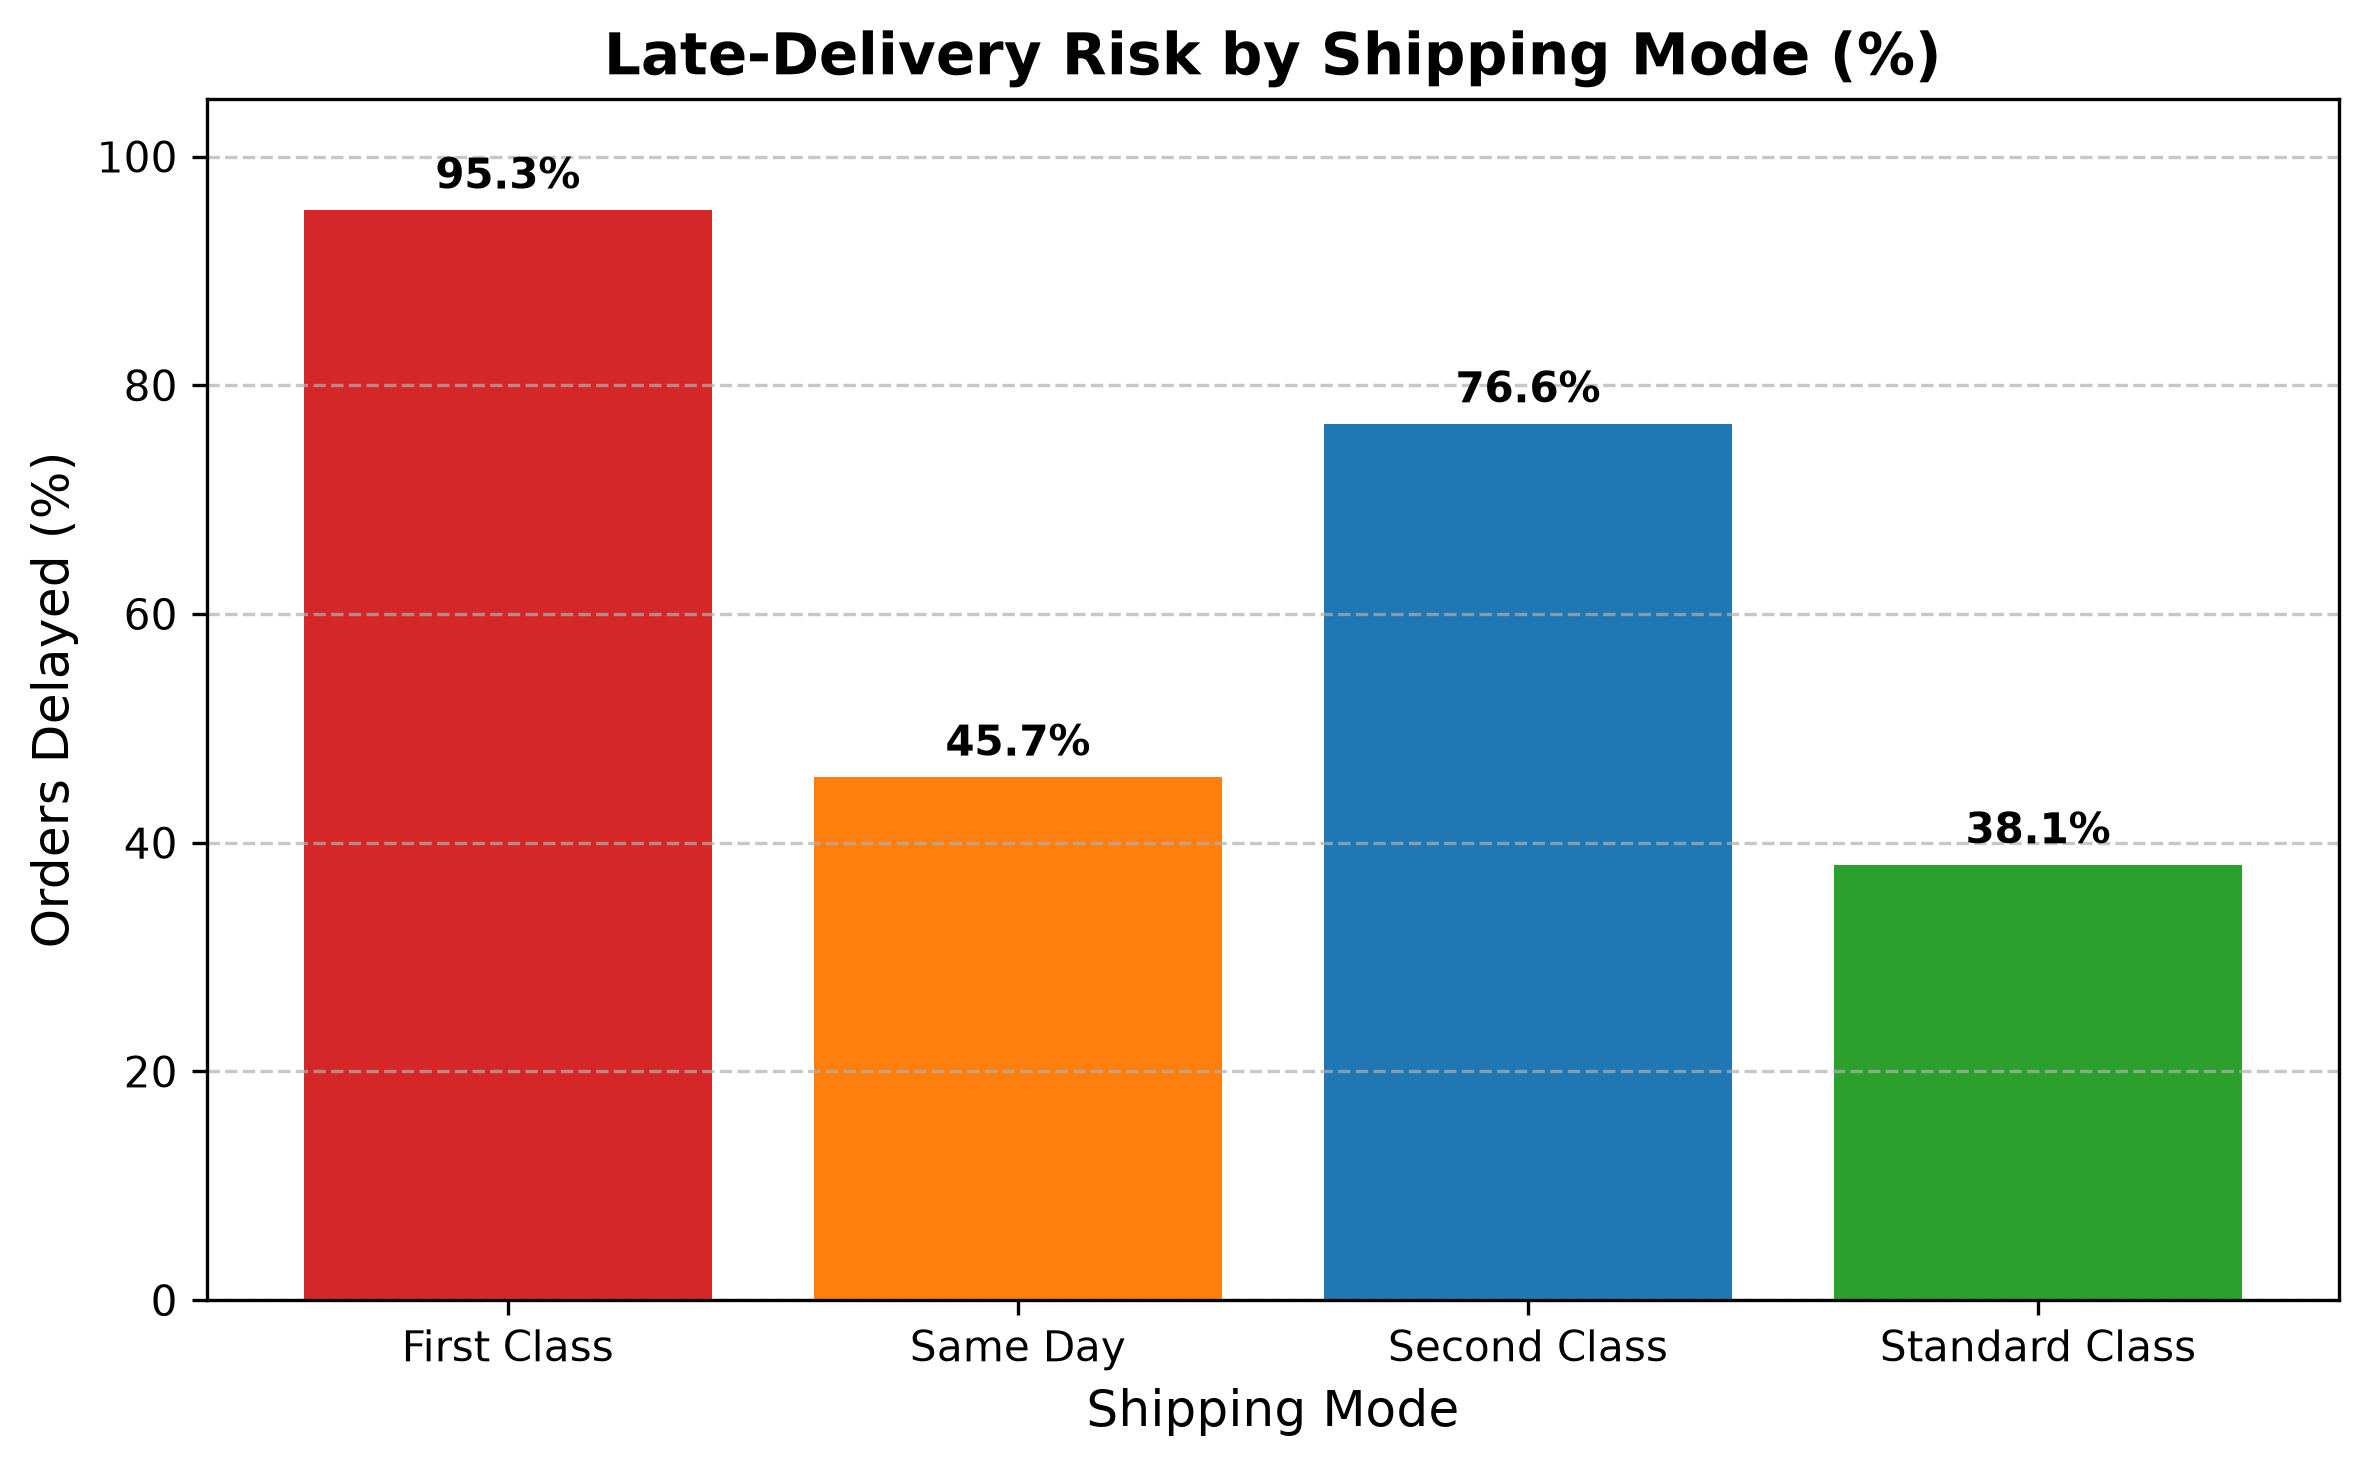 Late-Delivery Risk by Shipping Mode (%)
Orders Delayed (%)
100
80
60
40
20
0
95.3%
45.7%
76.6%
38.1%
First Class
Same Day
Second Class
Standard Class
Shipping Mode